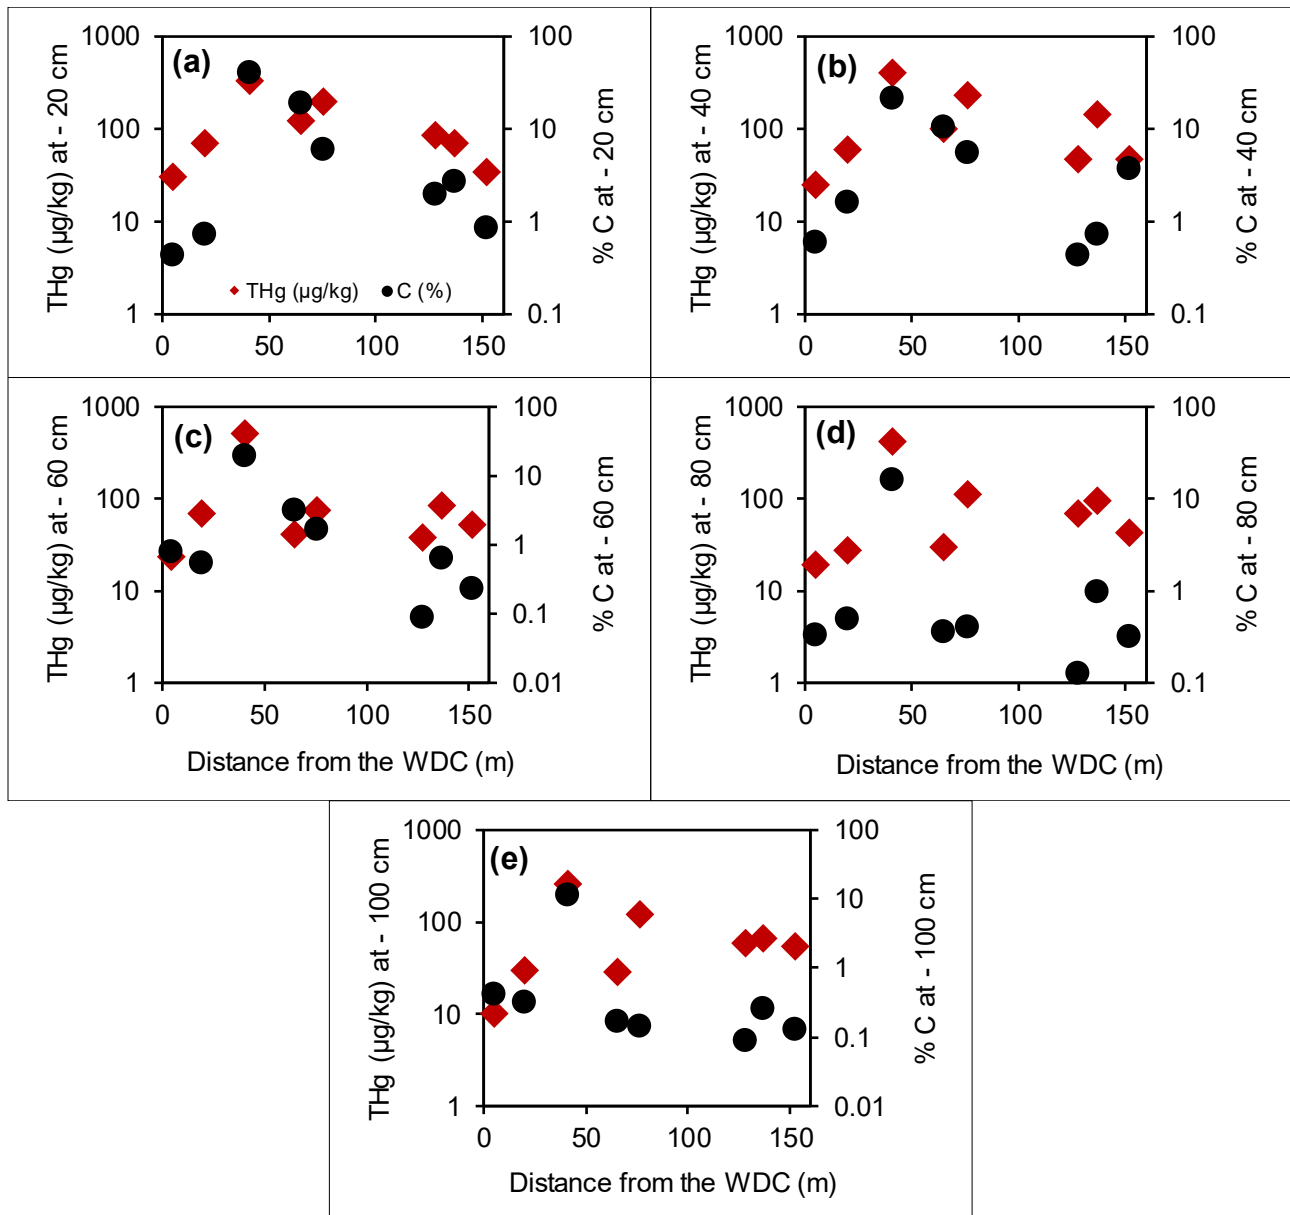 (a)
THg (µg/kg) at - 20 cm
1000
100
10
1
100
10
1
0.1
% C at - 20 cm
THg (µg/kg) C (%)
0 50 100 150
(b)
THg (µg/kg) at - 40 cm
1000
100
10
1
100
10
1
0.1
% C at - 40 cm
0 50 100 150
(c)
THg (µg/kg) at - 60 cm
1000
100
10
1
100
10
1
0.1
0.01
% C at - 60 cm
0 50 100 150
Distance from the WDC (m)
(d)
THg (µg/kg) at - 80 cm
1000
100
10
1
100
10
1
0.1
% C at - 80 cm
0 50 100 150
Distance from the WDC (m)
(e)
THg (µg/kg) at - 100 cm
1000
100
10
1
100
10
1
0.1
0.01
% C at - 100 cm
0 50 100 150
Distance from the WDC (m)